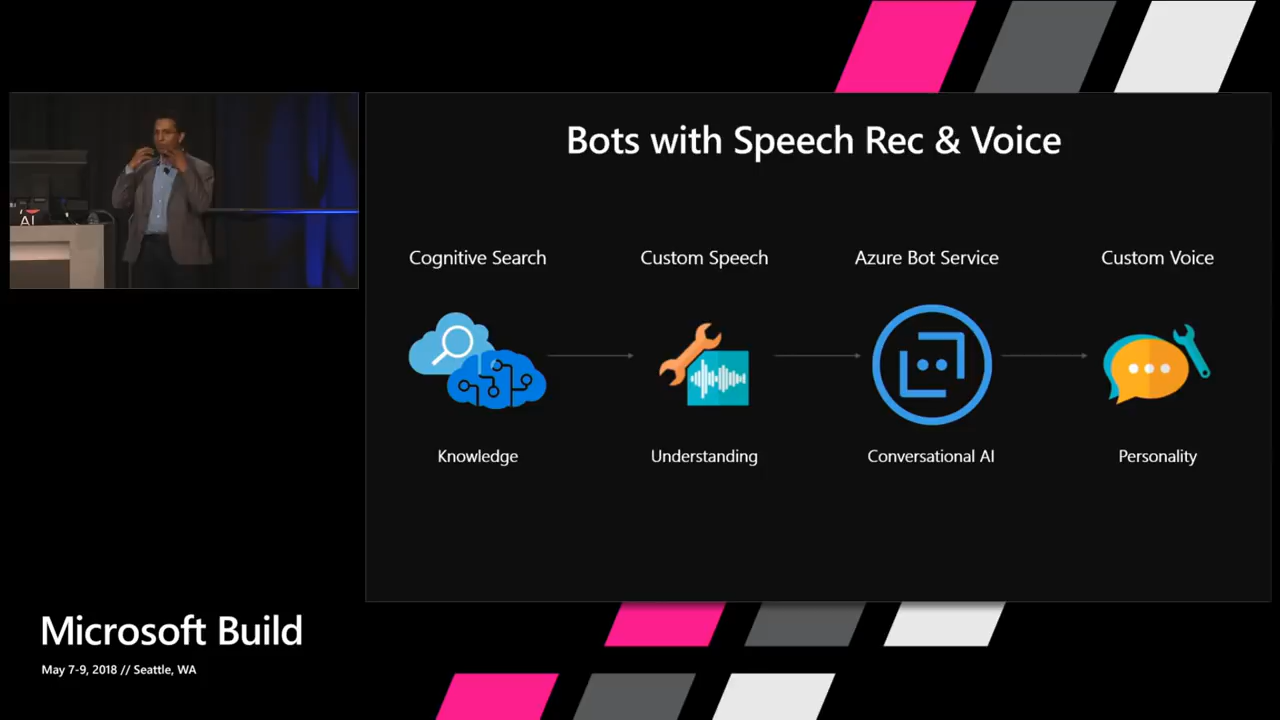 Bots with Speech Rec & Voice
Cognitive Search
Custom Speech
Azure Bot Service
Custom Voice
Knowledge
Understanding
Conversational AI
Personality
AI
Microsoft Build
May 7-9, 2018 // Seattle, WA